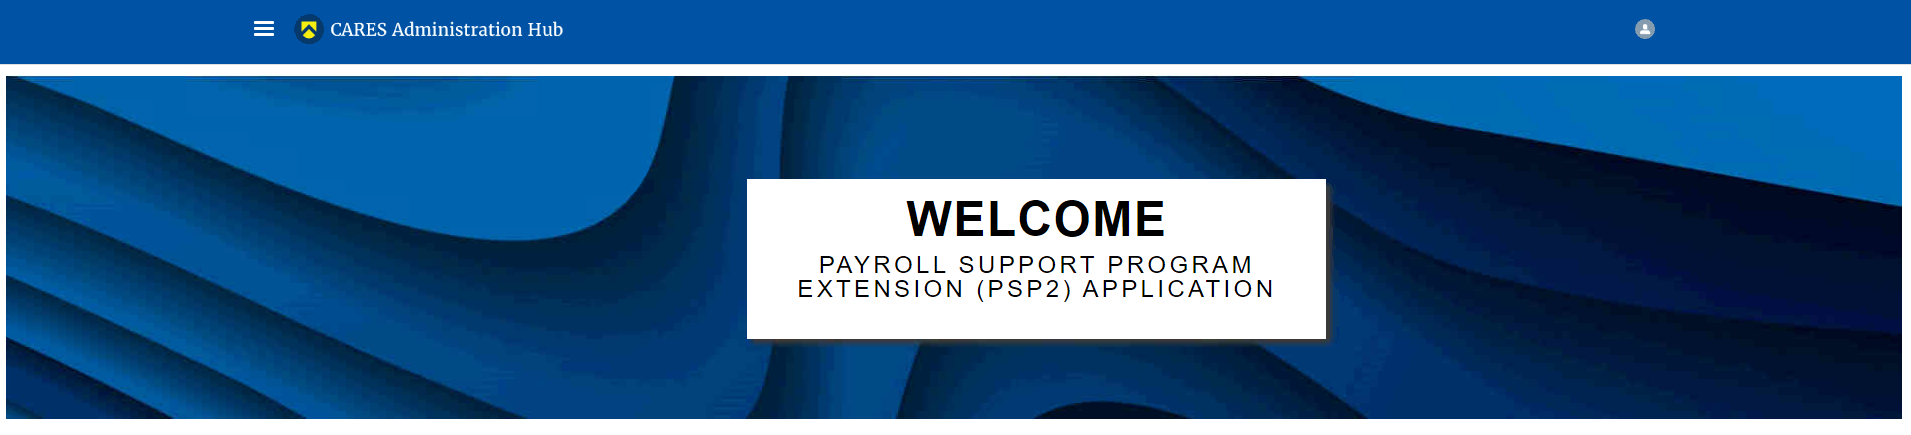 CARES Administration Hub
WELCOME
PAYROLL SUPPORT PROGRAM
EXTENSION (PSP2) APPLICATION